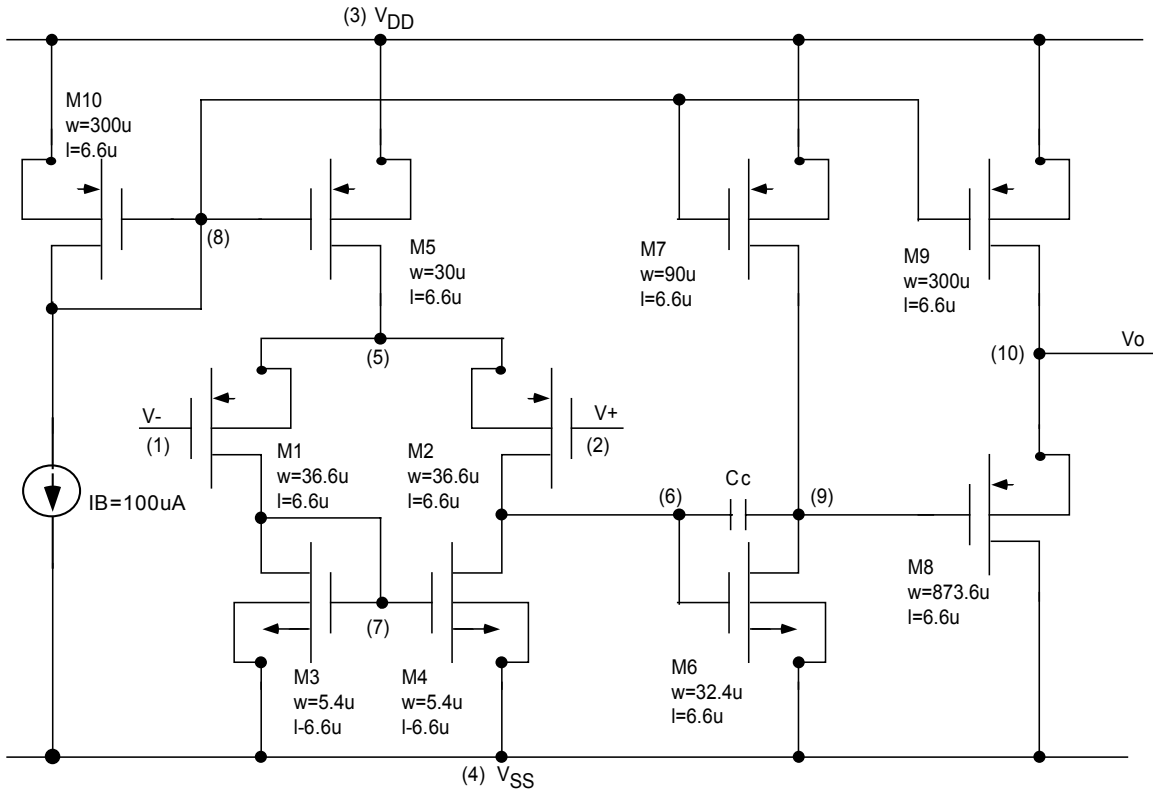 (3) VDD
M10
w=300u
l=6.6u
(8)
M5
w=30u
l=6.6u
M7
w=90u
l=6.6u
M9
w=300u
l=6.6u
(5)
(10)
Vo
V-
(1)
V+
(2)
M1
w=36.6u
l=6.6u
M2
w=36.6u
l=6.6u
IB=100uA
(6)
Cc
(9)
M8
w=873.6u
l=6.6u
(7)
M3
w=5.4u
l-6.6u
M4
w=5.4u
l-6.6u
M6
w=32.4u
l=6.6u
(4) VSS